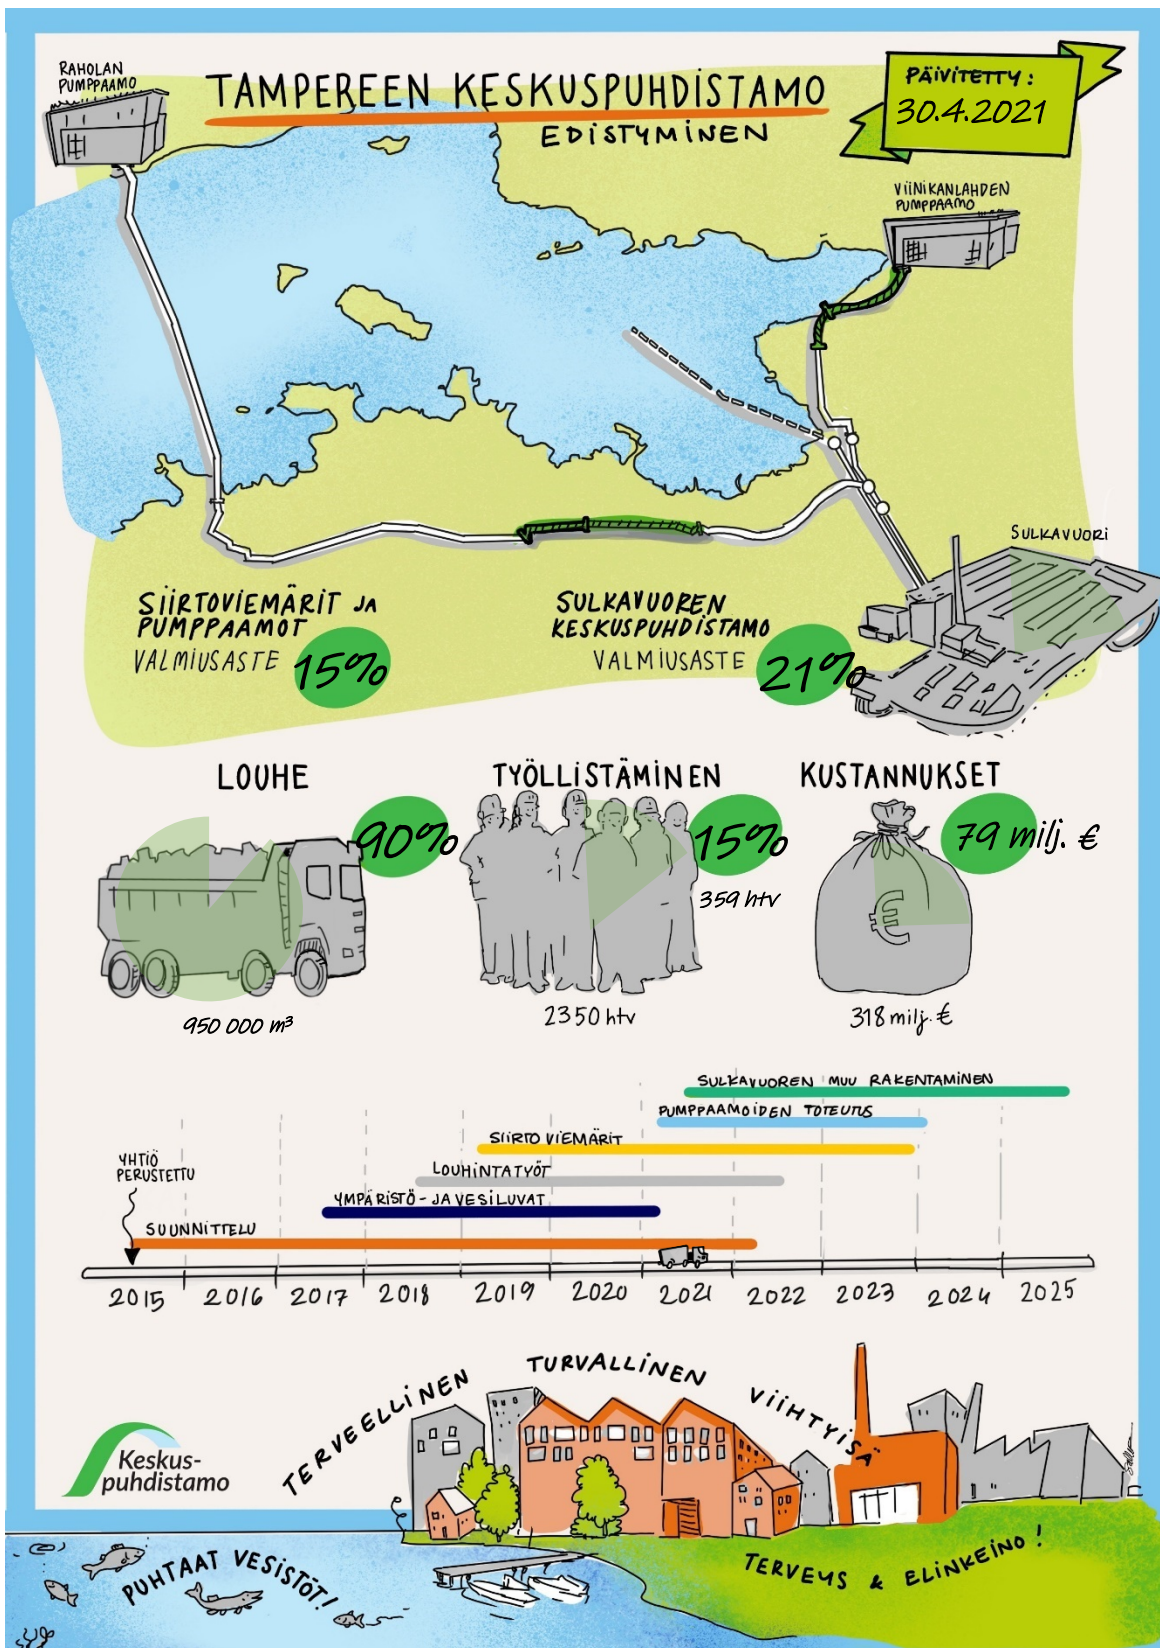 RAHOLAN
PUMPPAAMO
TAMPEREEN KESKUSPUHDISTAMO
EDISTYMINEN
PÄIVITETTY:
30.4.2021
VIINIKANLAHDEN
PUMPPAAMO
SULKAVUORI
SIIRTOVIEMÄRIT JA
PUMPPAAMOT
VALMIUSASTE 15%
SULKAVUOREN
KESKUSPUHDISTAMO
VALMIUSASTE 21%
LOUHE
90%
950 000 m³
TYÖLLISTÄMINEN
15%
359 htv
2350 htv
KUSTANNUKSET
79 milj. €
€
318 milj. €
SULKAVUOREN MUU RAKENTAMINEN
PUMPPAAMOIDEN TOTEUTUS
SIIRTOVIEMÄRIT
LOUHINTATYÖT
YHTIÖ
PERUSTETTU
YMPÄRISTÖ- JA VESILUVAT
SUUNNITTELU
2015 2016 2017 2018 2019 2020 2021 2022 2023 2024 2025
TERVEELLINEN TURVALLINEN VIIHTYISÄ
Keskus-
puhdistamo
PUHTAAT VESISTÖT!
TERVEYS & ELINKEINO!